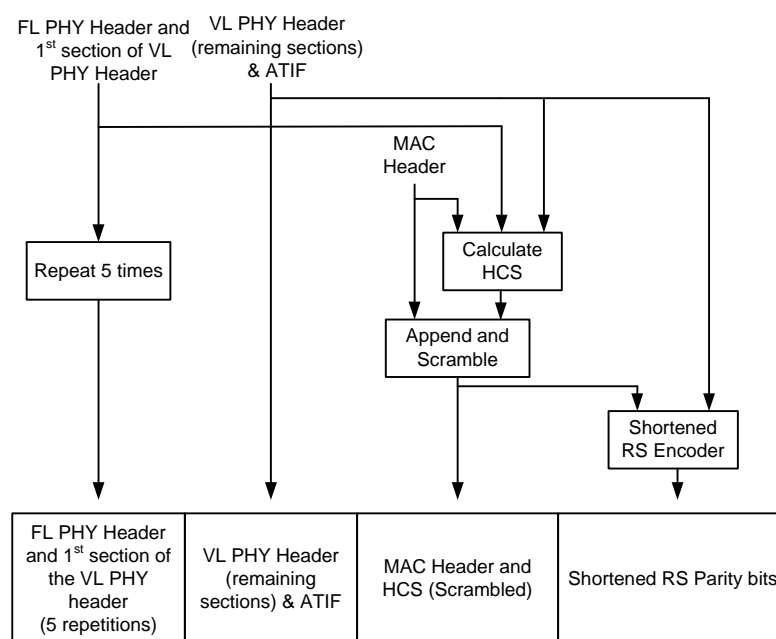 FL PHY Header and
1st section of VL
PHY Header
VL PHY Header
(remaining sections)
& ATIF
MAC
Header
Repeat 5 times
Calculate
HCS
Append and
Scramble
Shortened
RS Encoder
FL PHY Header
and 1st section of
the VL PHY
header
(5 repetitions)
VL PHY Header
(remaining
sections) & ATIF
MAC Header and
HCS (Scrambled)
Shortened RS Parity bits